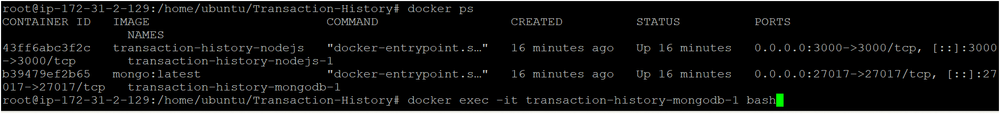 root@ip-172-31-2-129:/home/ubuntu/Transaction-History# docker ps
CONTAINER ID   IMAGE                        COMMAND                  CREATED          STATUS          PORTS
                 NAMES
43ff6abc3f2c   transaction-history-nodejs   "docker-entrypoint.s…"   16 minutes ago   Up 16 minutes   0.0.0.0:3000->3000/tcp, [::]:3000
->3000/tcp       transaction-history-nodejs-1
b39479ef2b65   mongo:latest                 "docker-entrypoint.s…"   16 minutes ago   Up 16 minutes   0.0.0.0:27017->27017/tcp, [::]:27
017->27017/tcp   transaction-history-mongodb-1
root@ip-172-31-2-129:/home/ubuntu/Transaction-History# docker exec -it transaction-history-mongodb-1 bash